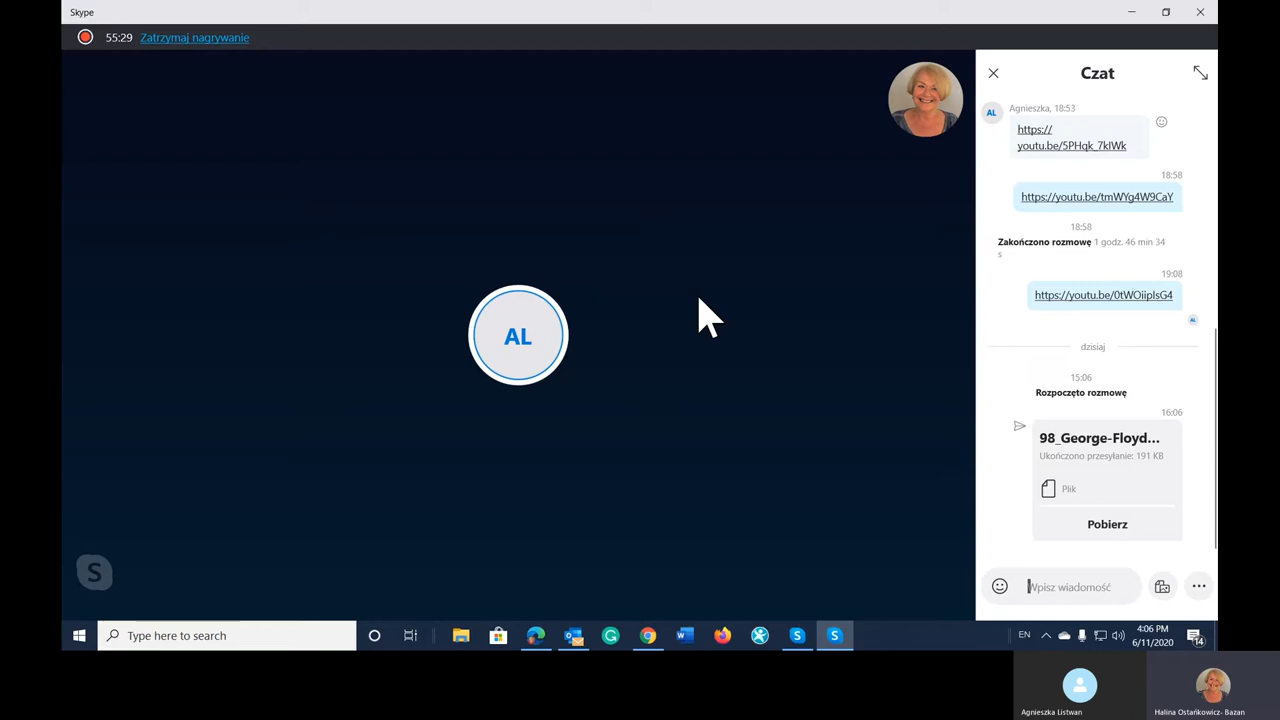 Skype
55:29 Zatrzymaj nagrywanie
Czat
AL
Agnieszka, 18:53
https://
youtu.be/5PHqk_7kIWk
18:58
https://youtu.be/tmWYg4W9CaY
18:58
Zakończono rozmowę 1 godz. 46 min 34
s
19:08
https://youtu.be/0tWOiipIsG4
AL
dzisiaj
15:06
Rozpoczęto rozmowę
16:06
98_George-Floyd...
Ukończono przesyłanie: 191 KB
Plik
Pobierz
Wpisz wiadomość
AL
S
Type here to search
EN
4:06 PM
6/11/2020
14
Agnieszka Listwan
Halina Ostańkowicz- Bazan